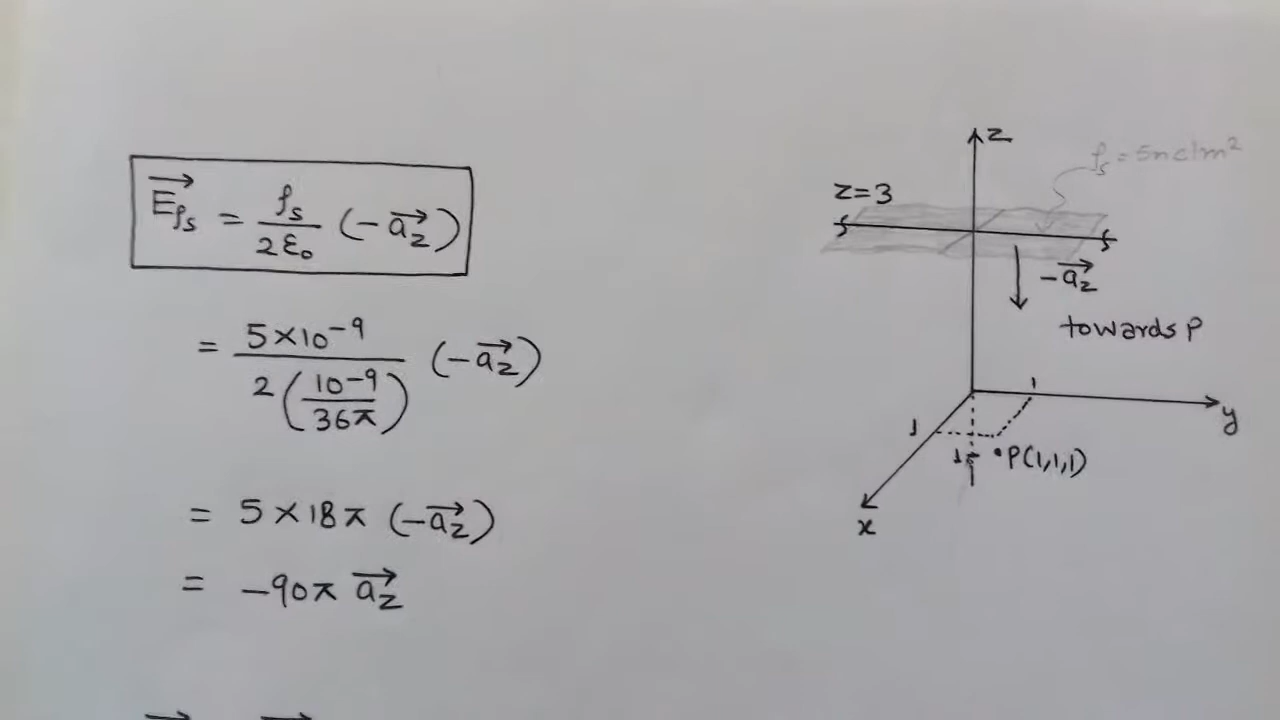 E⃗ρs = ρs / 2ε₀ (−a⃗z)
= 5×10⁻⁹ / 2(10⁻⁹ / 36π) (−a⃗z)
= 5×18π (−a⃗z)
= −90π a⃗z
z
ρs = 5nc/m²
z=3
−a⃗z
towards P
1
y
1
1
P(1,1,1)
x